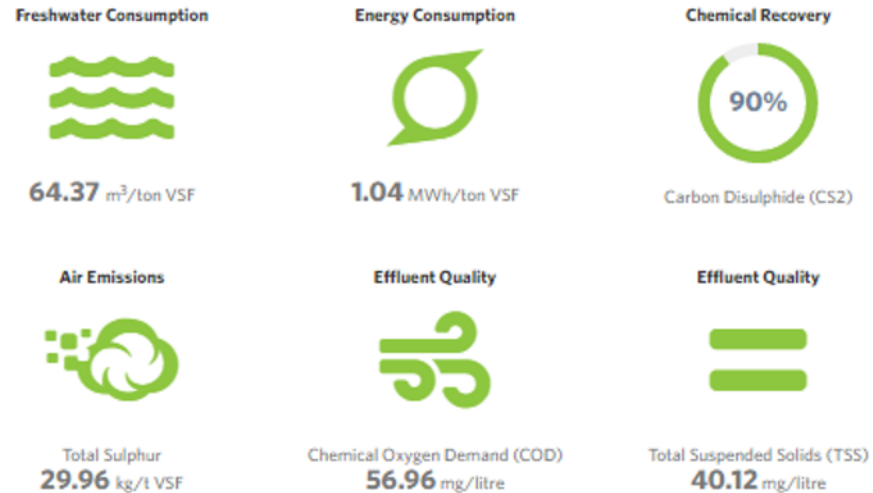 Freshwater Consumption
64.37 m³/ton VSF
Energy Consumption
1.04 MWh/ton VSF
Chemical Recovery
90%
Carbon Disulphide (CS2)
Air Emissions
Total Sulphur
29.96 kg/t VSF
Effluent Quality
Chemical Oxygen Demand (COD)
56.96 mg/litre
Effluent Quality
Total Suspended Solids (TSS)
40.12 mg/litre